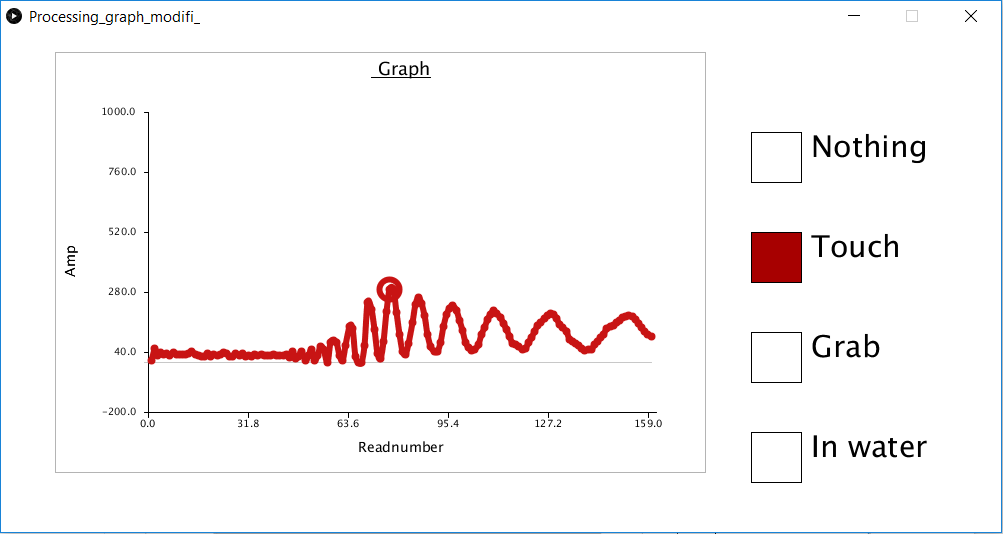 Processing_graph_modifi_
Graph
1000.0
760.0
520.0
280.0
40.0
-200.0
Amp
0.0 31.8 63.6 95.4 127.2 159.0
Readnumber
Nothing
Touch
Grab
In water